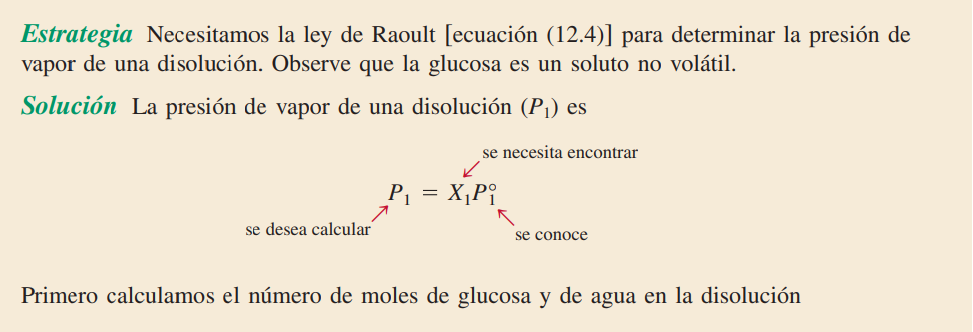 Estrategia Necesitamos la ley de Raoult [ecuación (12.4)] para determinar la presión de
vapor de una disolución. Observe que la glucosa es un soluto no volátil.
Solución La presión de vapor de una disolución (P₁) es
se necesita encontrar
P₁ = X₁P₁°
se desea calcular
se conoce
Primero calculamos el número de moles de glucosa y de agua en la disolución